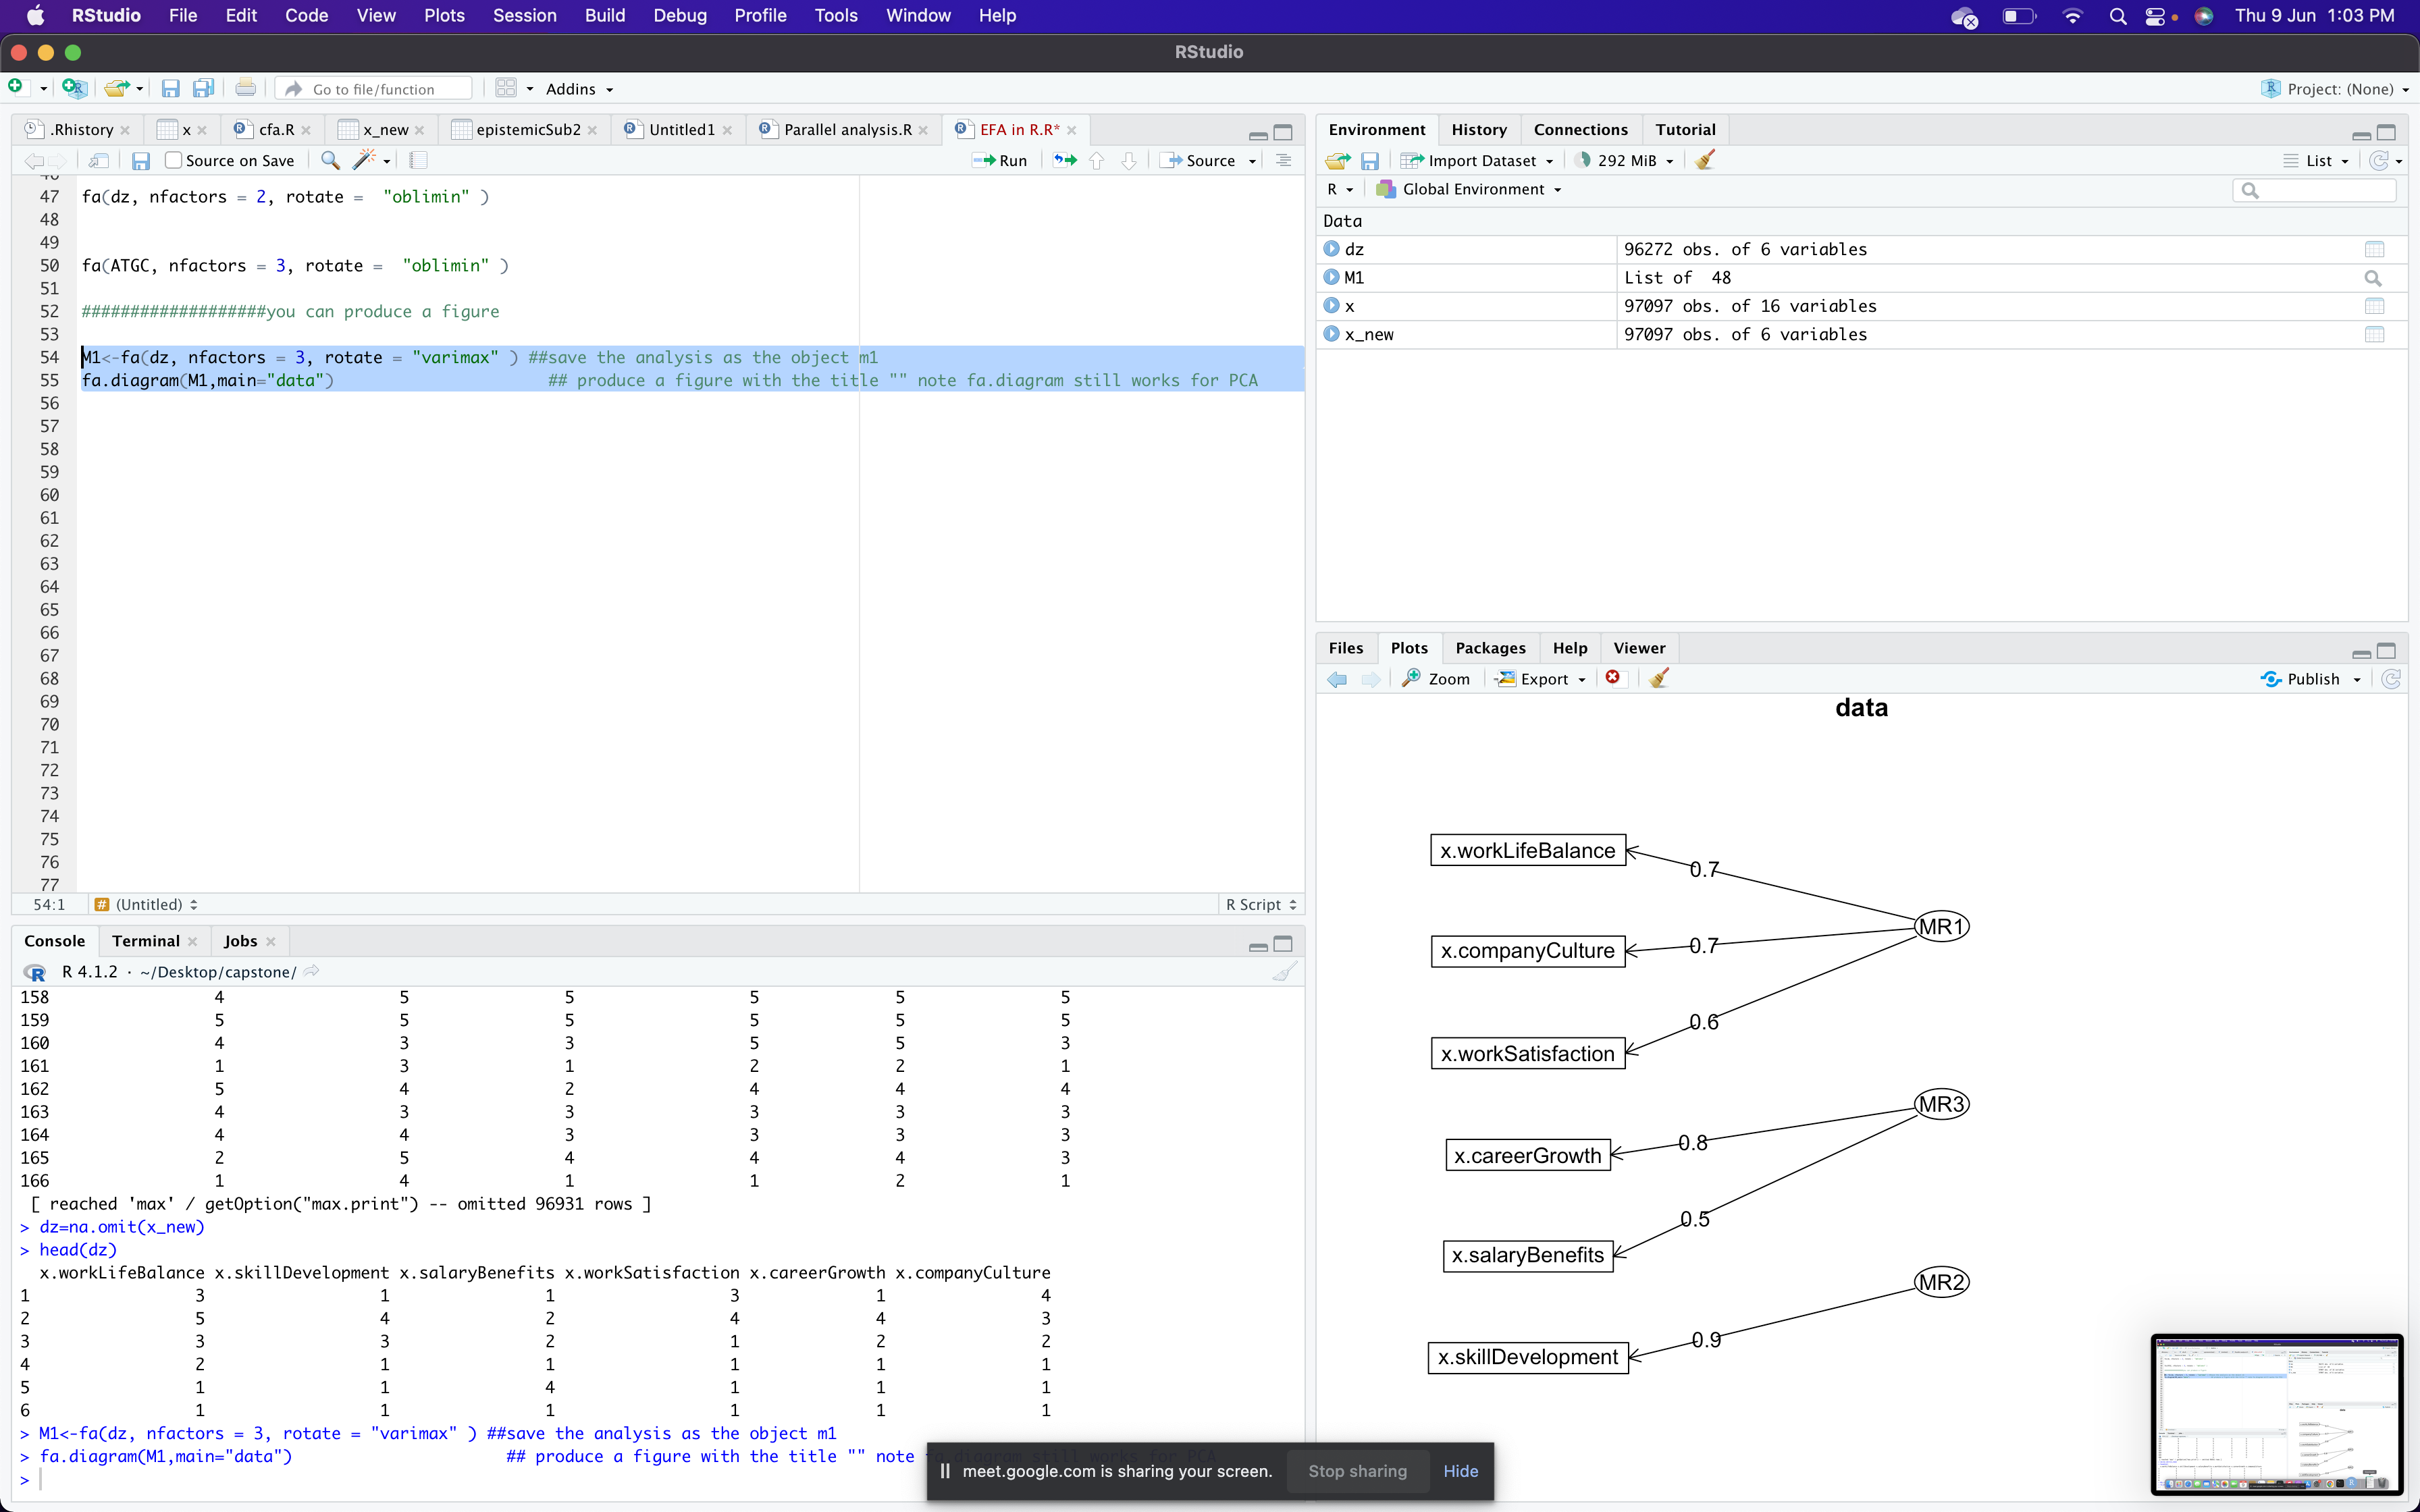 RStudio File Edit Code View Plots Session Build Debug Profile Tools Window Help Thu 9 Jun 1:03 PM
RStudio
Go to file/function Addins Project: (None)
.Rhistory x cfa.R x_new epistemicSub2 Untitled1 Parallel analysis.R EFA in R.R*
Source on Save Run Source
46
47 fa(dz, nfactors = 2, rotate = "oblimin" )
48
49
50 fa(ATGC, nfactors = 3, rotate = "oblimin" )
51
52 ###################you can produce a figure
53
54 M1<-fa(dz, nfactors = 3, rotate = "varimax" ) ##save the analysis as the object m1
55 fa.diagram(M1,main="data") ## produce a figure with the title "" note fa.diagram still works for PCA
56
57
58
59
60
61
62
63
64
65
66
67
68
69
70
71
72
73
74
75
76
77
54:1 # (Untitled) R Script
Console Terminal Jobs
R 4.1.2 · ~/Desktop/capstone/
158 4 5 5 5 5 5
159 5 5 5 5 5 5
160 4 3 3 5 5 3
161 1 3 1 2 2 1
162 5 4 2 4 4 4
163 4 3 3 3 3 3
164 4 4 3 3 3 3
165 2 5 4 4 4 3
166 1 4 1 1 2 1
[ reached 'max' / getOption("max.print") -- omitted 96931 rows ]
> dz=na.omit(x_new)
> head(dz)
x.workLifeBalance x.skillDevelopment x.salaryBenefits x.workSatisfaction x.careerGrowth x.companyCulture
1 3 1 1 3 1 4
2 5 4 2 4 4 3
3 3 3 2 1 2 2
4 2 1 1 1 1 1
5 1 1 4 1 1 1
6 1 1 1 1 1 1
> M1<-fa(dz, nfactors = 3, rotate = "varimax" ) ##save the analysis as the object m1
> fa.diagram(M1,main="data") ## produce a figure with the title "" note fa.diagram still works for PCA
>
Environment History Connections Tutorial
Import Dataset 292 MiB List
R Global Environment
Data
dz 96272 obs. of 6 variables
M1 List of 48
x 97097 obs. of 16 variables
x_new 97097 obs. of 6 variables
Files Plots Packages Help Viewer
Zoom Export Publish
data
x.workLifeBalance
0.7
MR1
x.companyCulture
0.7
x.workSatisfaction
0.6
MR3
x.careerGrowth
0.8
x.salaryBenefits
0.5
MR2
x.skillDevelopment
0.9
meet.google.com is sharing your screen. Stop sharing Hide